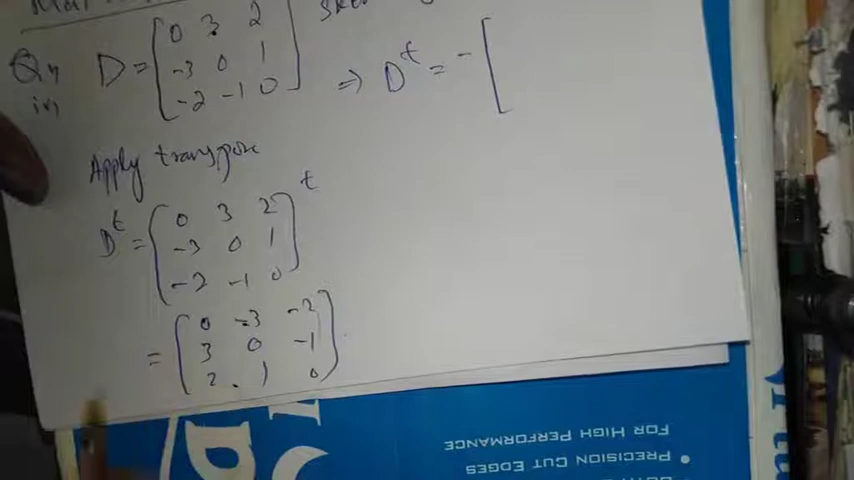 Qn D = [0 3 2
-3 0 1
-2 -1 0]
⇒ Dᵗ = - [
Apply transpose
Dᵗ = [0 3 2
-3 0 1
-2 -1 0]ᵗ
= [0 -3 -2
3 0 -1
2 1 0]
FOR HIGH PERFORMANCE
PRECISION CUT EDGES